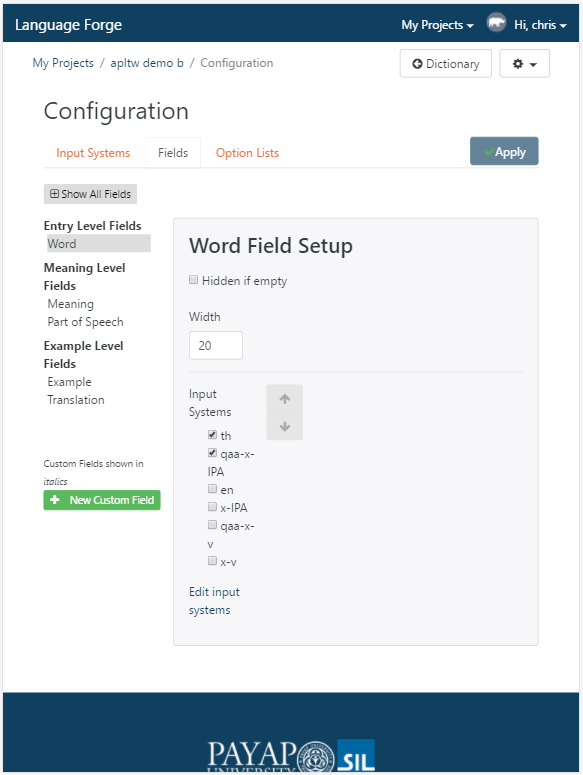 Language Forge
My Projects
Hi, chris
My Projects / apltw demo b / Configuration
Dictionary
Configuration
Input Systems
Fields
Option Lists
Apply
Show All Fields
Entry Level Fields
Word
Meaning Level
Fields
Meaning
Part of Speech
Example Level
Fields
Example
Translation
Custom Fields shown in
italics
New Custom Field
Word Field Setup
Hidden if empty
Width
20
Input
Systems
th
qaa-x-
IPA
en
x-IPA
qaa-x-
v
x-v
Edit input
systems
PAYAP
UNIVERSITY
SIL